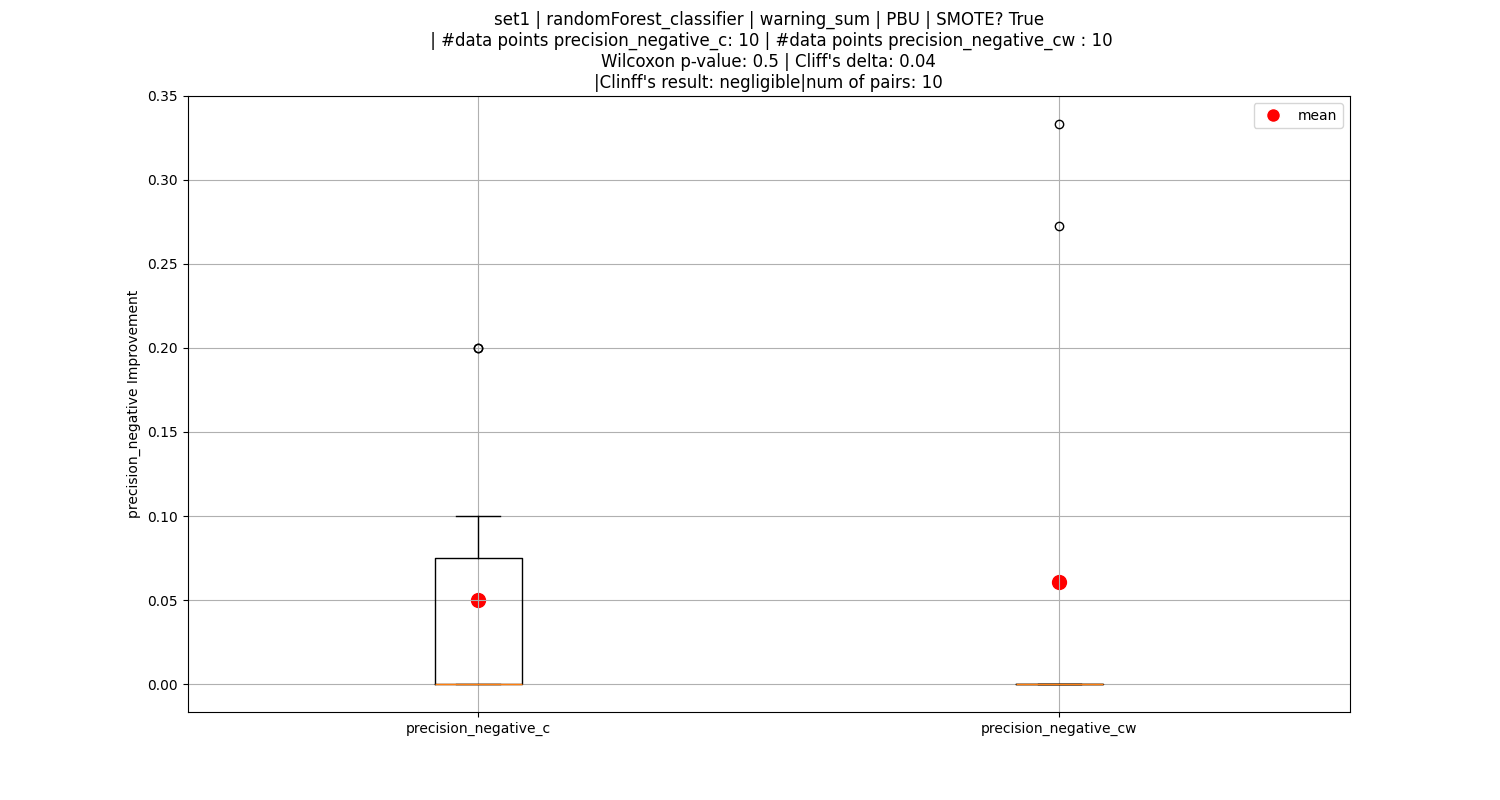 set1 | randomForest_classifier | warning_sum | PBU | SMOTE? True
| #data points precision_negative_c: 10 | #data points precision_negative_cw : 10
Wilcoxon p-value: 0.5 | Cliff's delta: 0.04
|Clinff's result: negligible|num of pairs: 10
mean
0.35
0.30
0.25
0.20
0.15
0.10
0.05
0.00
precision_negative Improvement
precision_negative_c
precision_negative_cw